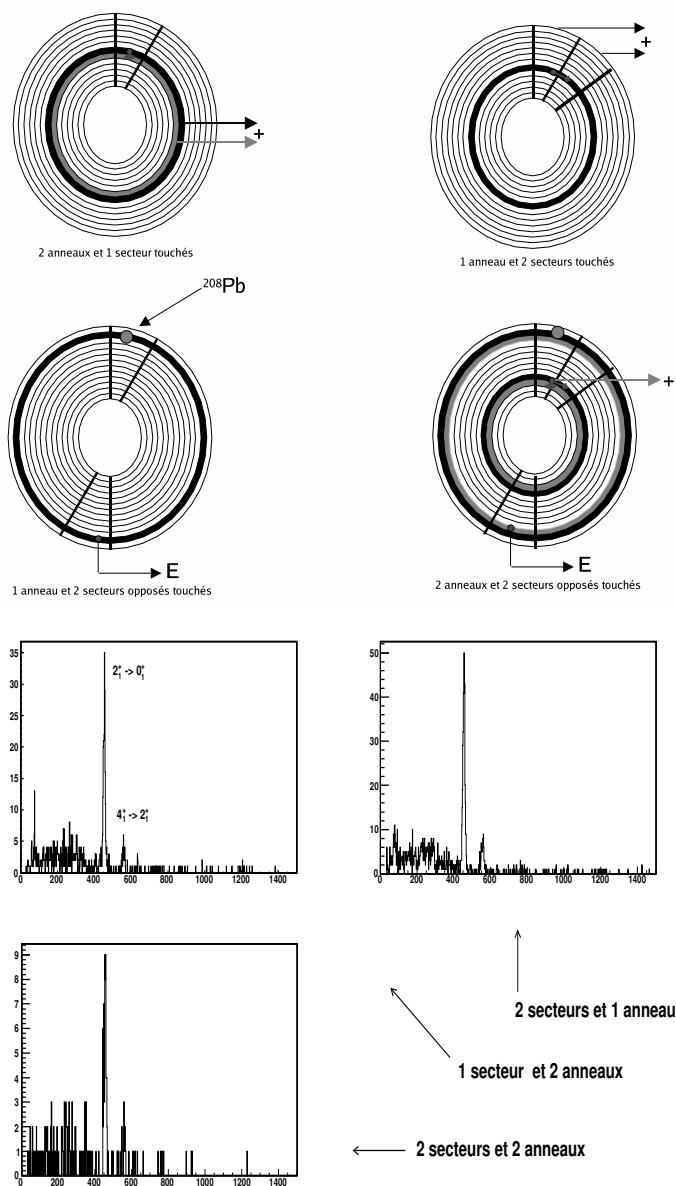 +
+
2 anneaux et 1 secteur touchés
1 anneau et 2 secteurs touchés
²⁰⁸Pb
+
E
E
1 anneau et 2 secteurs opposés touchés
2 anneaux et 2 secteurs opposés touchés
35
30
25
20
15
10
5
0
2⁺₁ -> 0⁺₁
4⁺₁ -> 2⁺₁
0 200 400 600 800 1000 1200 1400
50
40
30
20
10
0
0 200 400 600 800 1000 1200 1400
9
8
7
6
5
4
3
2
1
0
0 200 400 600 800 1000 1200 1400
2 secteurs et 1 anneau
1 secteur et 2 anneaux
2 secteurs et 2 anneaux